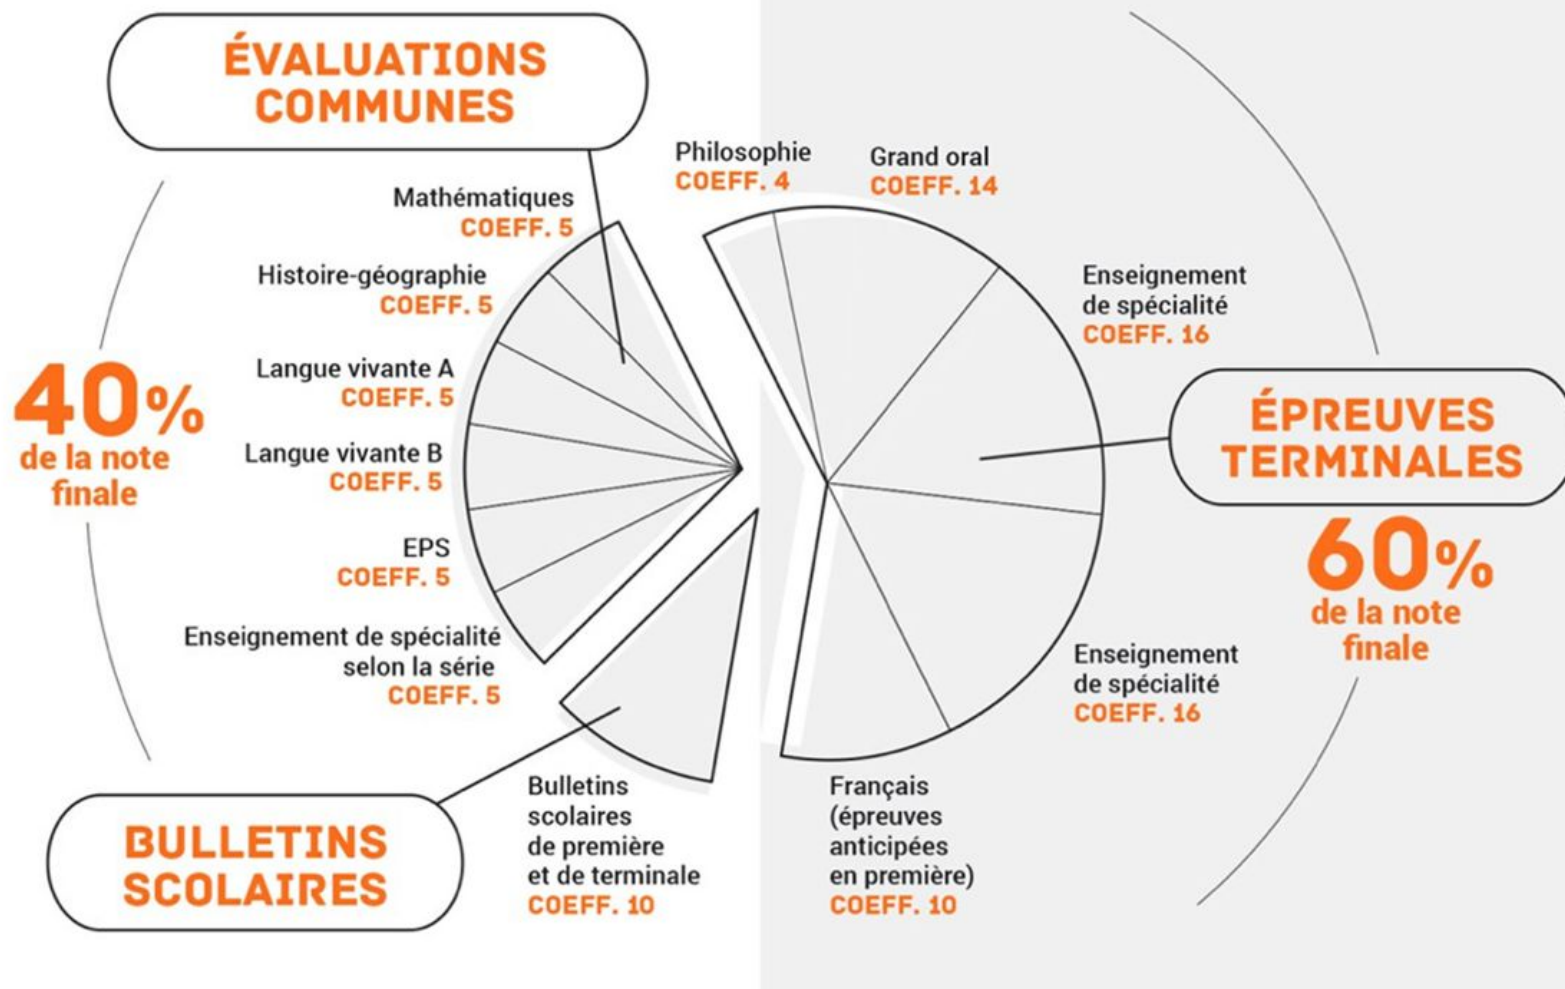 ÉVALUATIONS
COMMUNES
Mathématiques
COEFF. 5
Histoire-géographie
COEFF. 5
Langue vivante A
COEFF. 5
Langue vivante B
COEFF. 5
EPS
COEFF. 5
Enseignement de spécialité
selon la série
COEFF. 5
40%
de la note
finale
BULLETINS
SCOLAIRES
Bulletins
scolaires
de première
et de terminale
COEFF. 10
Philosophie
COEFF. 4
Grand oral
COEFF. 14
Enseignement
de spécialité
COEFF. 16
ÉPREUVES
TERMINALES
60%
de la note
finale
Enseignement
de spécialité
COEFF. 16
Français
(épreuves
anticipées
en première)
COEFF. 10